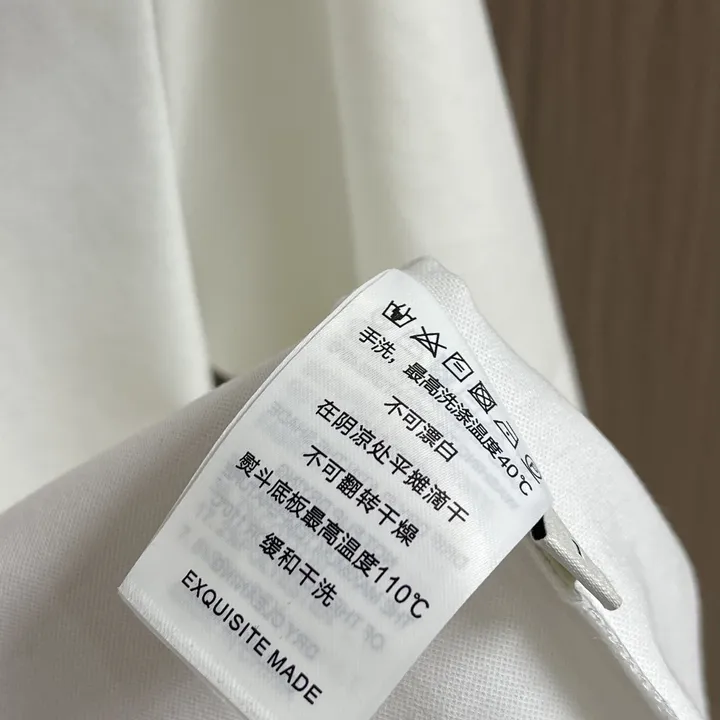 手洗，最高洗涤温度40℃
不可漂白
在阴凉处平摊滴干
不可翻转干燥
熨斗底板最高温度110℃
缓和干洗
EXQUISITE MADE